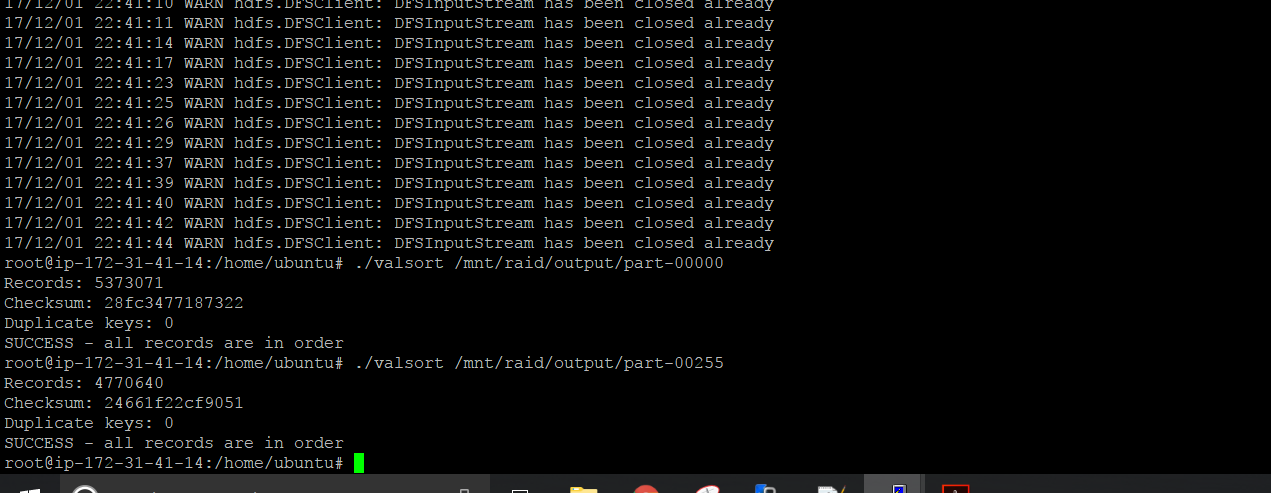 17/12/01 22:41:10 WARN hdfs.DFSClient: DFSInputStream has been closed already
17/12/01 22:41:11 WARN hdfs.DFSClient: DFSInputStream has been closed already
17/12/01 22:41:14 WARN hdfs.DFSClient: DFSInputStream has been closed already
17/12/01 22:41:17 WARN hdfs.DFSClient: DFSInputStream has been closed already
17/12/01 22:41:23 WARN hdfs.DFSClient: DFSInputStream has been closed already
17/12/01 22:41:25 WARN hdfs.DFSClient: DFSInputStream has been closed already
17/12/01 22:41:26 WARN hdfs.DFSClient: DFSInputStream has been closed already
17/12/01 22:41:29 WARN hdfs.DFSClient: DFSInputStream has been closed already
17/12/01 22:41:37 WARN hdfs.DFSClient: DFSInputStream has been closed already
17/12/01 22:41:39 WARN hdfs.DFSClient: DFSInputStream has been closed already
17/12/01 22:41:40 WARN hdfs.DFSClient: DFSInputStream has been closed already
17/12/01 22:41:42 WARN hdfs.DFSClient: DFSInputStream has been closed already
17/12/01 22:41:44 WARN hdfs.DFSClient: DFSInputStream has been closed already
root@ip-172-31-41-14:/home/ubuntu# ./valsort /mnt/raid/output/part-00000
Records: 5373071
Checksum: 28fc3477187322
Duplicate keys: 0
SUCCESS - all records are in order
root@ip-172-31-41-14:/home/ubuntu# ./valsort /mnt/raid/output/part-00255
Records: 4770640
Checksum: 24661f22cf9051
Duplicate keys: 0
SUCCESS - all records are in order
root@ip-172-31-41-14:/home/ubuntu#